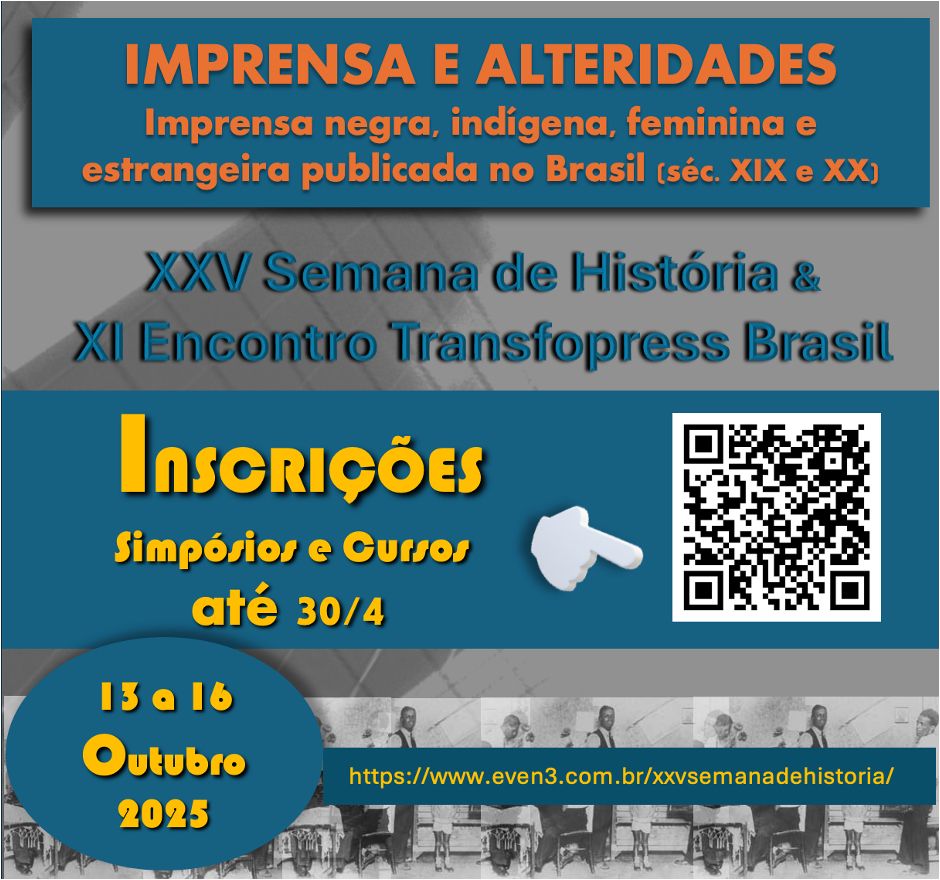 IMPRENSA E ALTERIDADES
Imprensa negra, indígena, feminina e
estrangeira publicada no Brasil (séc. XIX e XX)
XXV Semana de História &
XI Encontro Transfopress Brasil
INSCRIÇÕES
Simpósios e Cursos
até 30/4
13 a 16
Outubro
2025
https://www.even3.com.br/xxvsemanadehistoria/